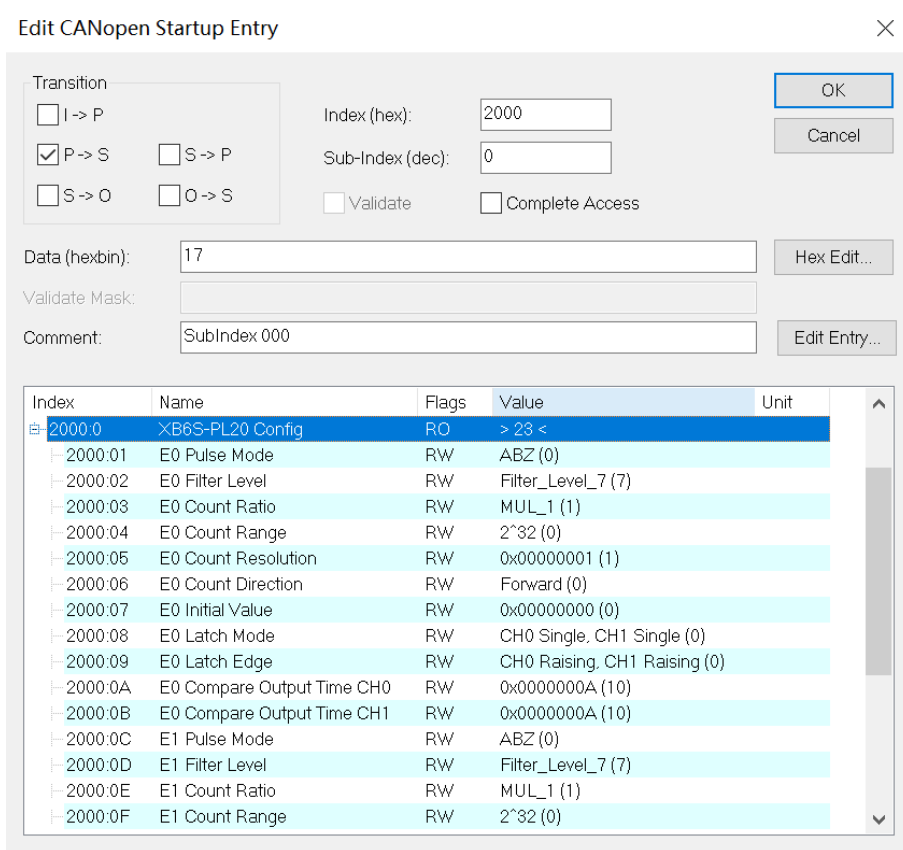 Edit CANopen Startup Entry
Transition
I -> P
P -> S
S -> P
S -> O
O -> S
Index (hex):
2000
Sub-Index (dec):
0
Validate
Complete Access
OK
Cancel
Data (hexbin):
17
Hex Edit...
Validate Mask:
Comment:
SubIndex 000
Edit Entry...
Index Name Flags Value Unit
2000:0 XB6S-PL20 Config RO > 23 <
2000:01 E0 Pulse Mode RW ABZ (0)
2000:02 E0 Filter Level RW Filter_Level_7 (7)
2000:03 E0 Count Ratio RW MUL_1 (1)
2000:04 E0 Count Range RW 2^32 (0)
2000:05 E0 Count Resolution RW 0x00000001 (1)
2000:06 E0 Count Direction RW Forward (0)
2000:07 E0 Initial Value RW 0x00000000 (0)
2000:08 E0 Latch Mode RW CH0 Single, CH1 Single (0)
2000:09 E0 Latch Edge RW CH0 Raising, CH1 Raising (0)
2000:0A E0 Compare Output Time CH0 RW 0x0000000A (10)
2000:0B E0 Compare Output Time CH1 RW 0x0000000A (10)
2000:0C E1 Pulse Mode RW ABZ (0)
2000:0D E1 Filter Level RW Filter_Level_7 (7)
2000:0E E1 Count Ratio RW MUL_1 (1)
2000:0F E1 Count Range RW 2^32 (0)